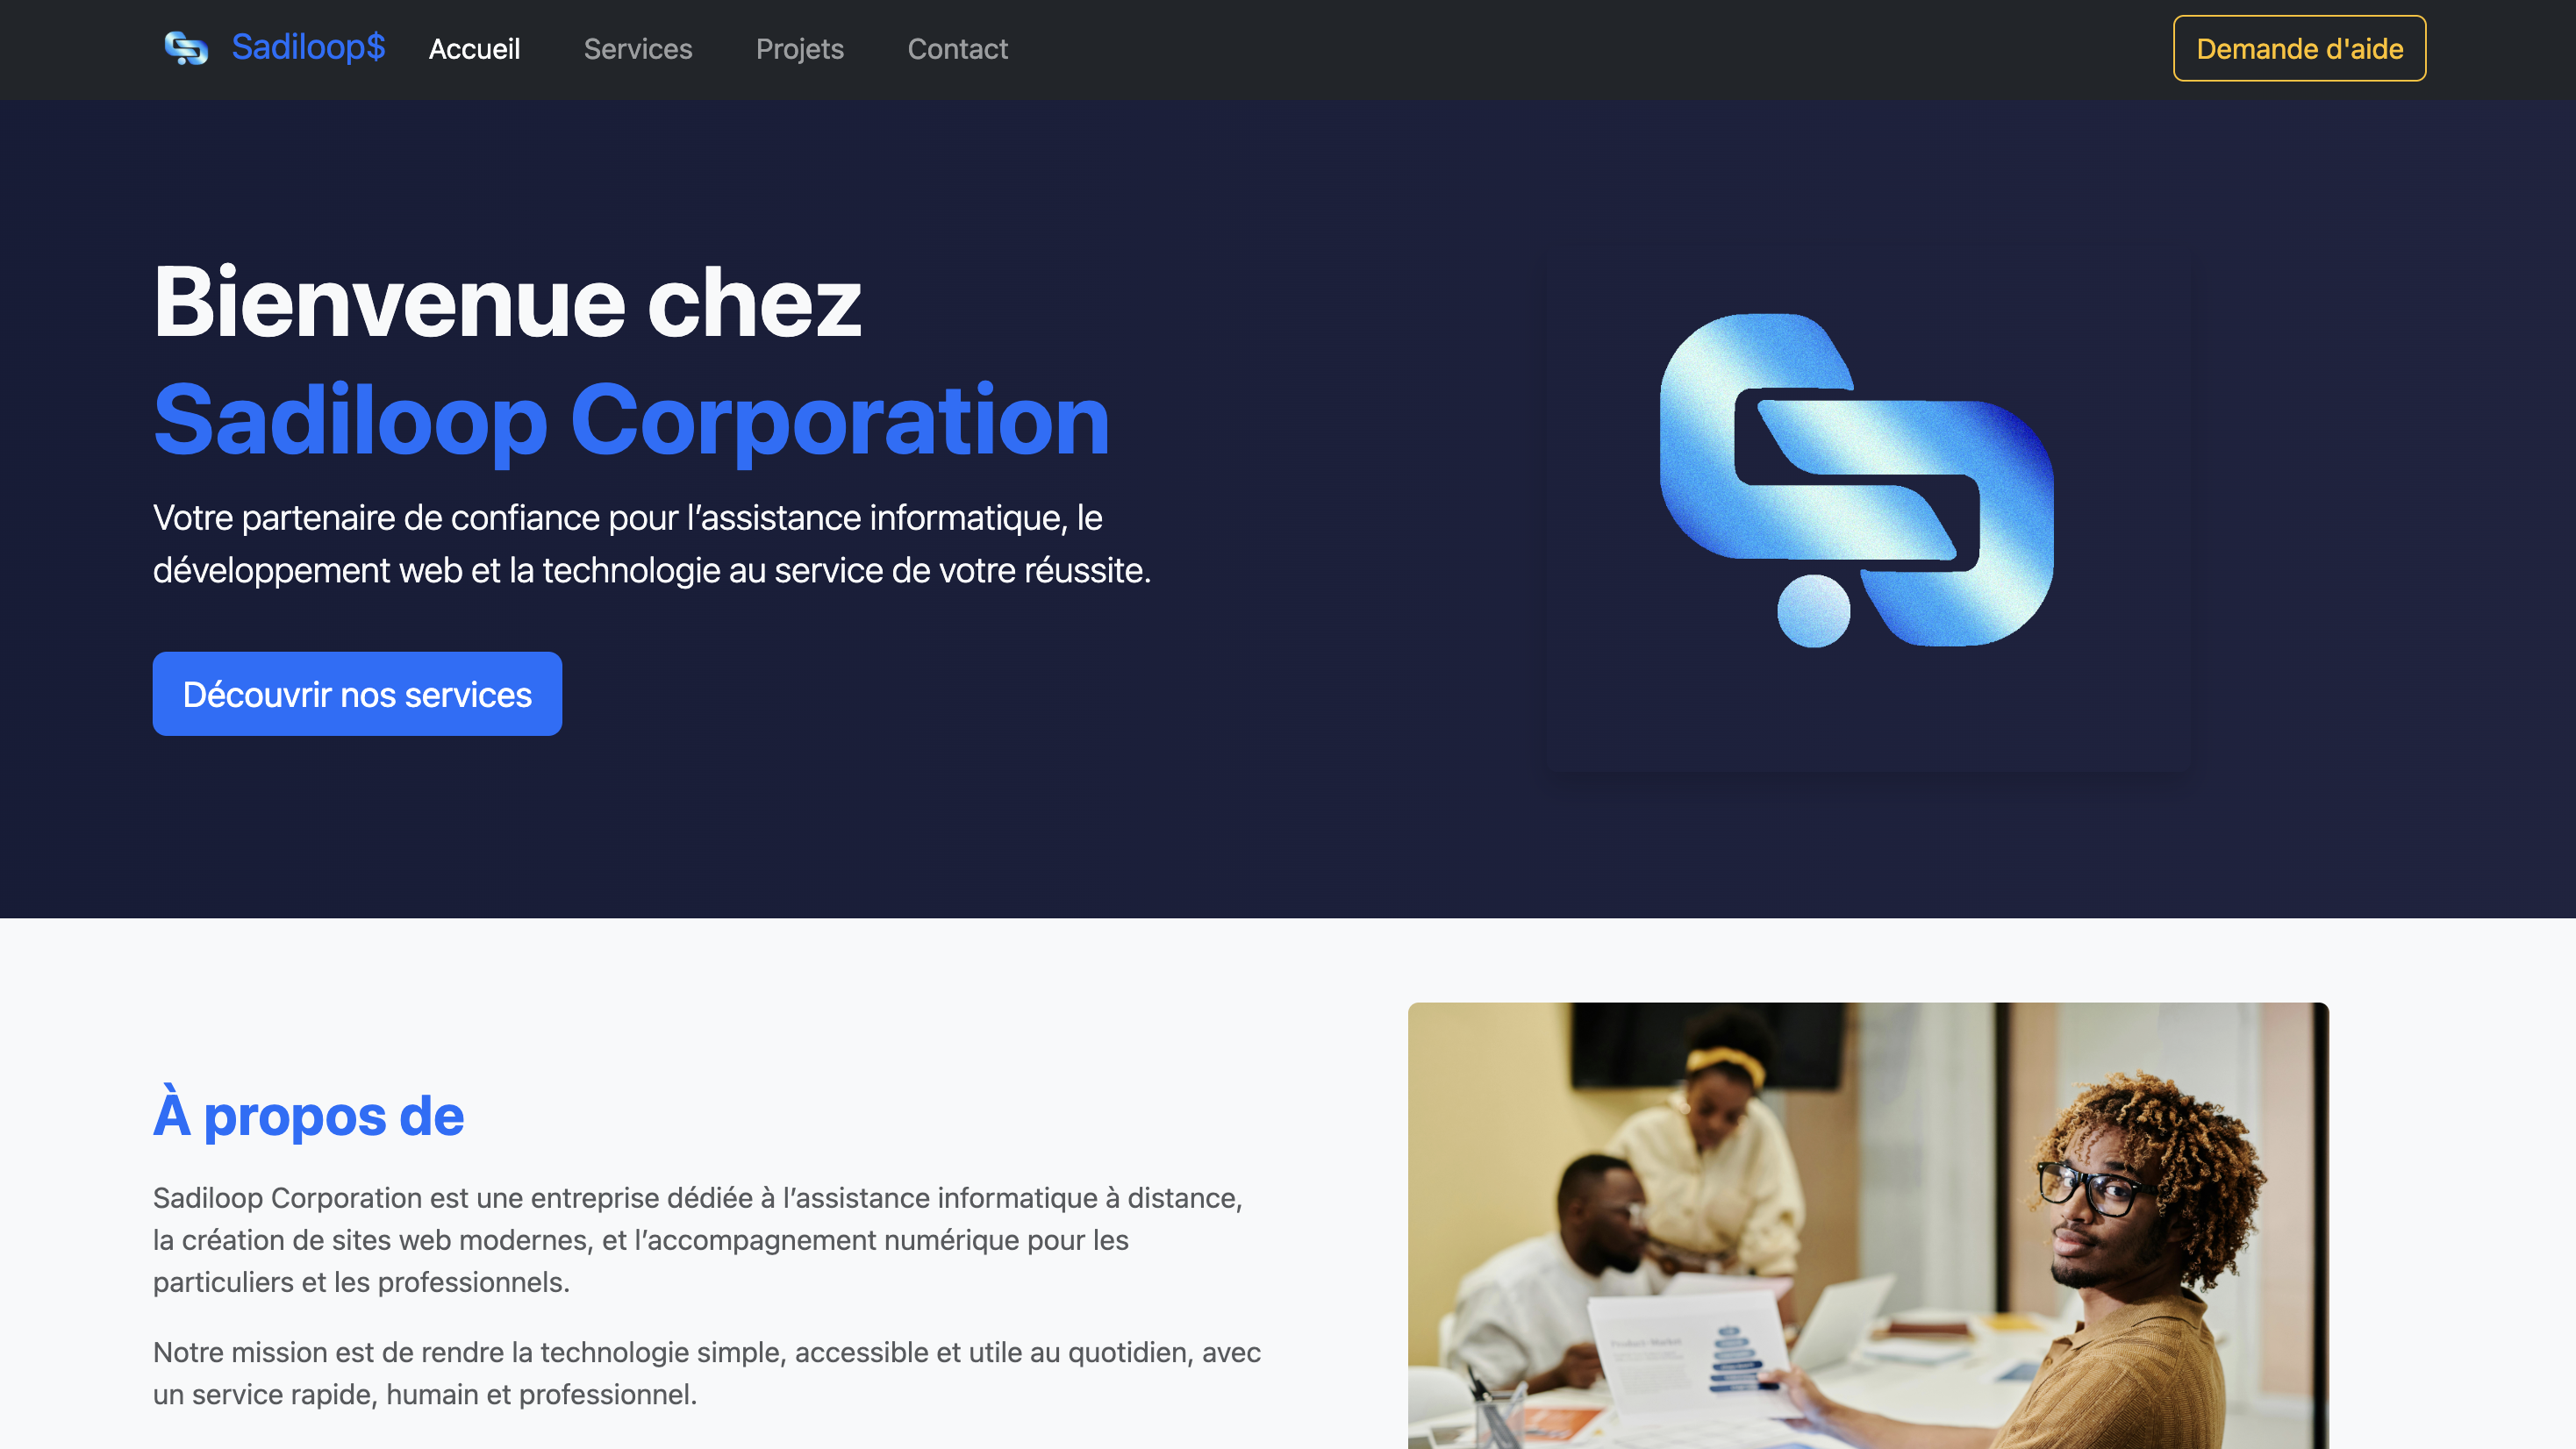 Sadiloop$ Accueil Services Projets Contact Demande d'aide
Bienvenue chez
Sadiloop Corporation
Votre partenaire de confiance pour l’assistance informatique, le
développement web et la technologie au service de votre réussite.
Découvrir nos services
À propos de
Sadiloop Corporation est une entreprise dédiée à l’assistance informatique à distance,
la création de sites web modernes, et l’accompagnement numérique pour les
particuliers et les professionnels.
Notre mission est de rendre la technologie simple, accessible et utile au quotidien, avec
un service rapide, humain et professionnel.
Product-Market